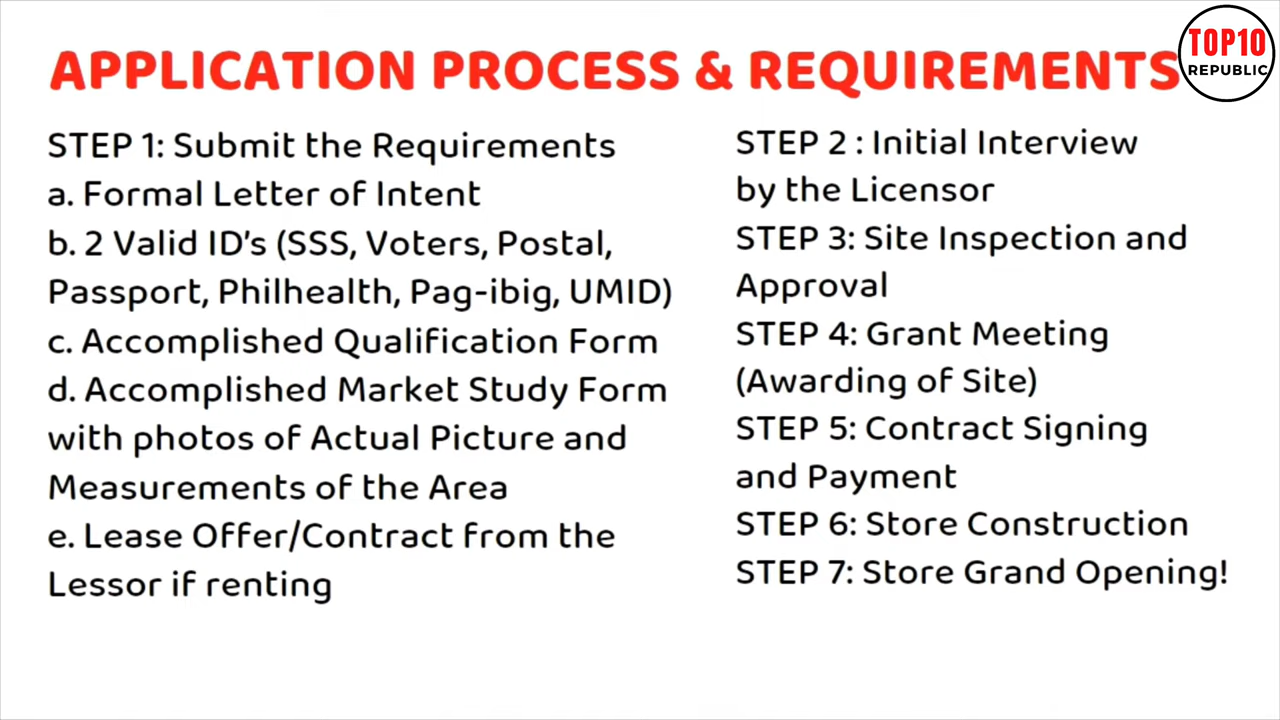 APPLICATION PROCESS & REQUIREMENTS
TOP10
REPUBLIC
STEP 1: Submit the Requirements
a. Formal Letter of Intent
b. 2 Valid ID's (SSS, Voters, Postal,
Passport, Philhealth, Pag-ibig, UMID)
c. Accomplished Qualification Form
d. Accomplished Market Study Form
with photos of Actual Picture and
Measurements of the Area
e. Lease Offer/Contract from the
Lessor if renting
STEP 2 : Initial Interview
by the Licensor
STEP 3: Site Inspection and
Approval
STEP 4: Grant Meeting
(Awarding of Site)
STEP 5: Contract Signing
and Payment
STEP 6: Store Construction
STEP 7: Store Grand Opening!